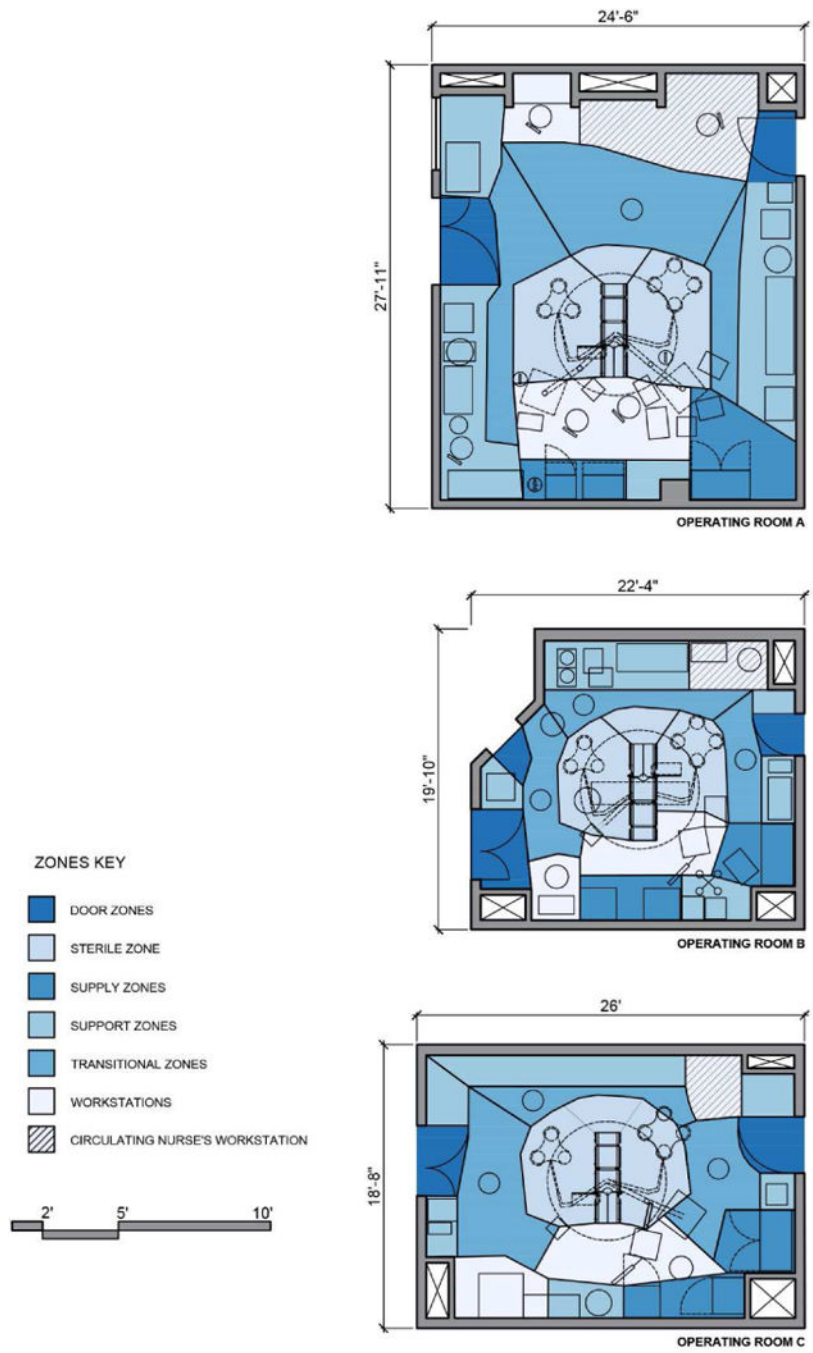 24'-6"
27'-11"
OPERATING ROOM A
22'-4"
19'-10"
OPERATING ROOM B
ZONES KEY
DOOR ZONES
STERILE ZONE
SUPPLY ZONES
SUPPORT ZONES
TRANSITIONAL ZONES
WORKSTATIONS
CIRCULATING NURSE'S WORKSTATION
2' 5' 10'
26'
18'-8"
OPERATING ROOM C